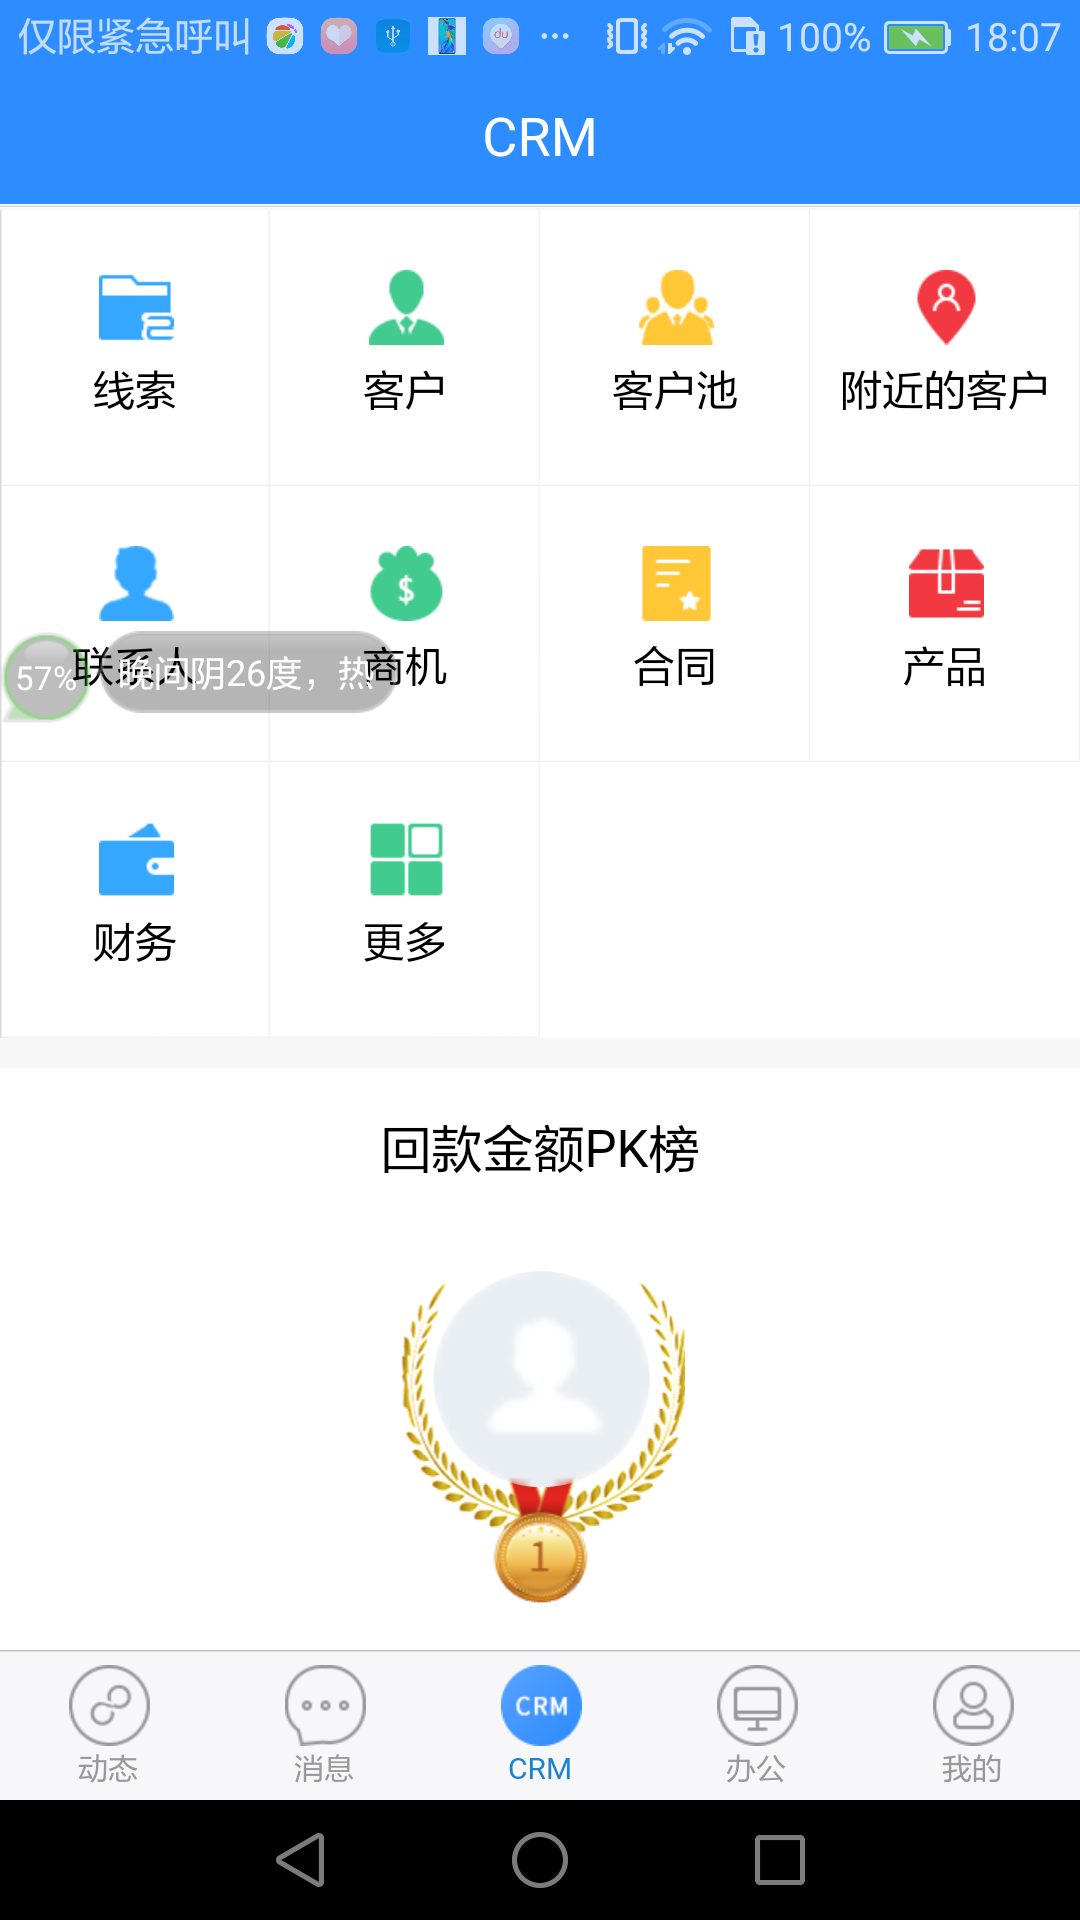 仅限紧急呼叫 du ... 100% 18:07
CRM
线索 客户 客户池 附近的客户
$
联系人 商机 合同 产品
57% 晚间阴26度，热
财务 更多
回款金额PK榜
1
CRM
动态 消息 CRM 办公 我的